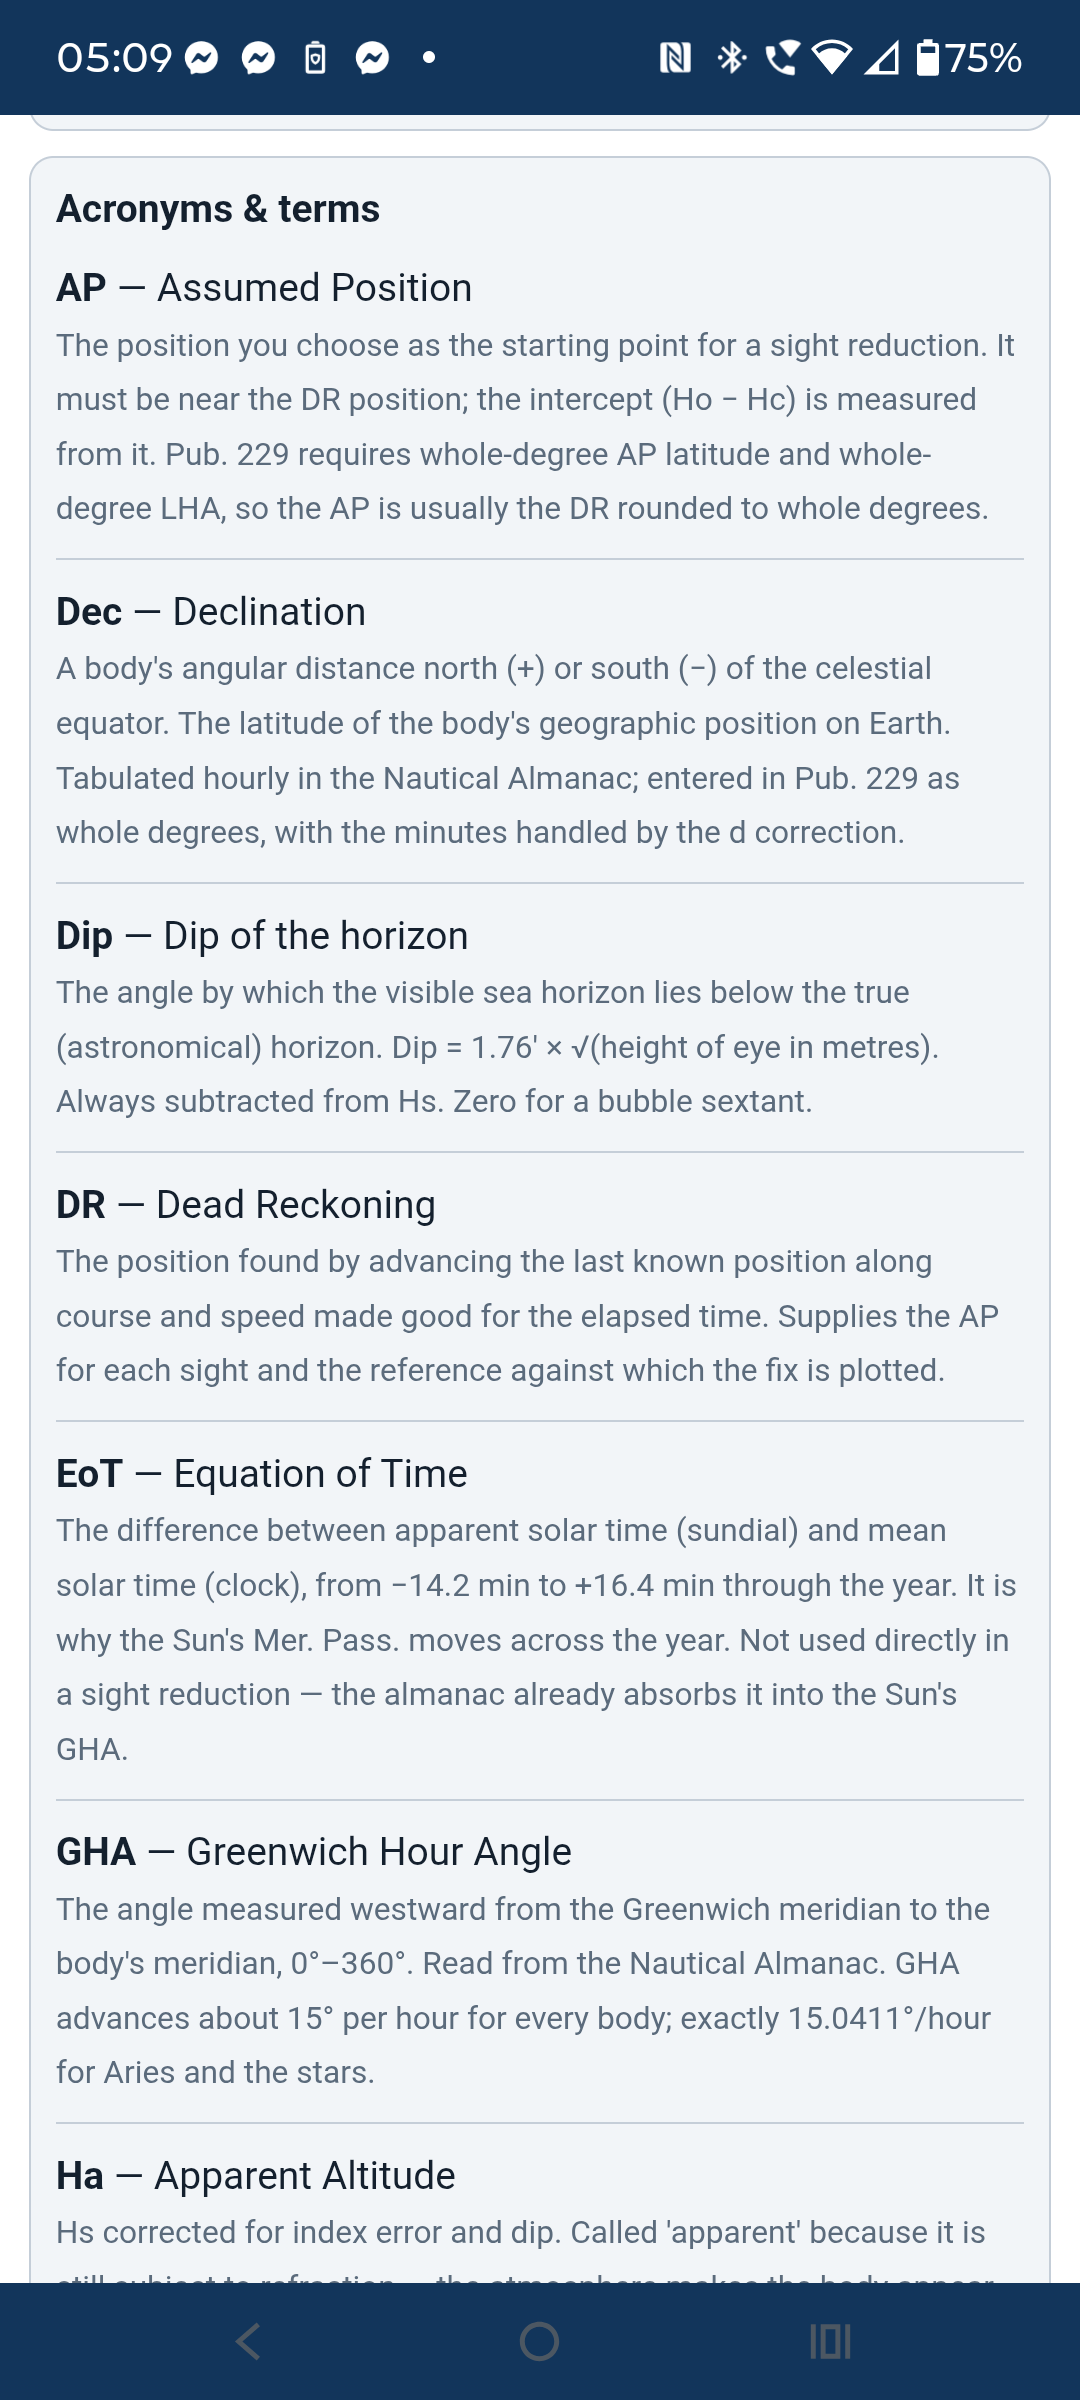 05:09
75%
Acronyms & terms
AP — Assumed Position
The position you choose as the starting point for a sight reduction. It
must be near the DR position; the intercept (Ho − Hc) is measured
from it. Pub. 229 requires whole-degree AP latitude and whole-
degree LHA, so the AP is usually the DR rounded to whole degrees.
Dec — Declination
A body's angular distance north (+) or south (−) of the celestial
equator. The latitude of the body's geographic position on Earth.
Tabulated hourly in the Nautical Almanac; entered in Pub. 229 as
whole degrees, with the minutes handled by the d correction.
Dip — Dip of the horizon
The angle by which the visible sea horizon lies below the true
(astronomical) horizon. Dip = 1.76' × √(height of eye in metres).
Always subtracted from Hs. Zero for a bubble sextant.
DR — Dead Reckoning
The position found by advancing the last known position along
course and speed made good for the elapsed time. Supplies the AP
for each sight and the reference against which the fix is plotted.
EoT — Equation of Time
The difference between apparent solar time (sundial) and mean
solar time (clock), from −14.2 min to +16.4 min through the year. It is
why the Sun's Mer. Pass. moves across the year. Not used directly in
a sight reduction — the almanac already absorbs it into the Sun's
GHA.
GHA — Greenwich Hour Angle
The angle measured westward from the Greenwich meridian to the
body's meridian, 0°–360°. Read from the Nautical Almanac. GHA
advances about 15° per hour for every body; exactly 15.0411°/hour
for Aries and the stars.
Ha — Apparent Altitude
Hs corrected for index error and dip. Called 'apparent' because it is
still subject to refraction — the atmosphere makes the body appear